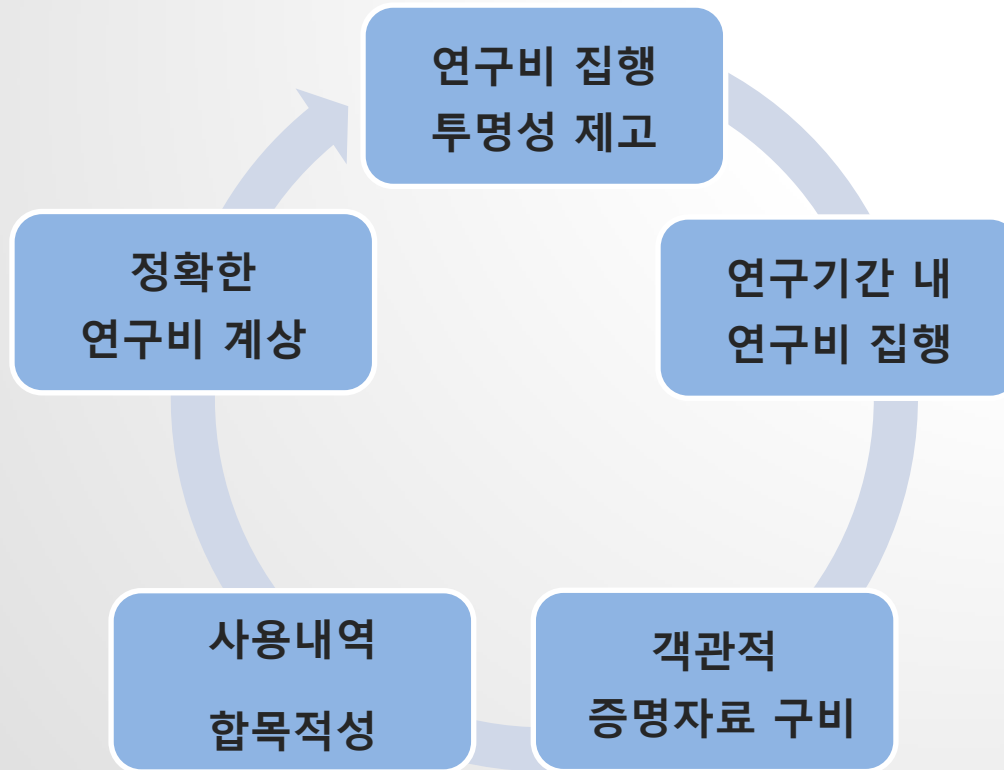 연구비 집행
투명성 제고
연구기간 내
연구비 집행
객관적
증명자료 구비
사용내역
합목적성
정확한
연구비 계상